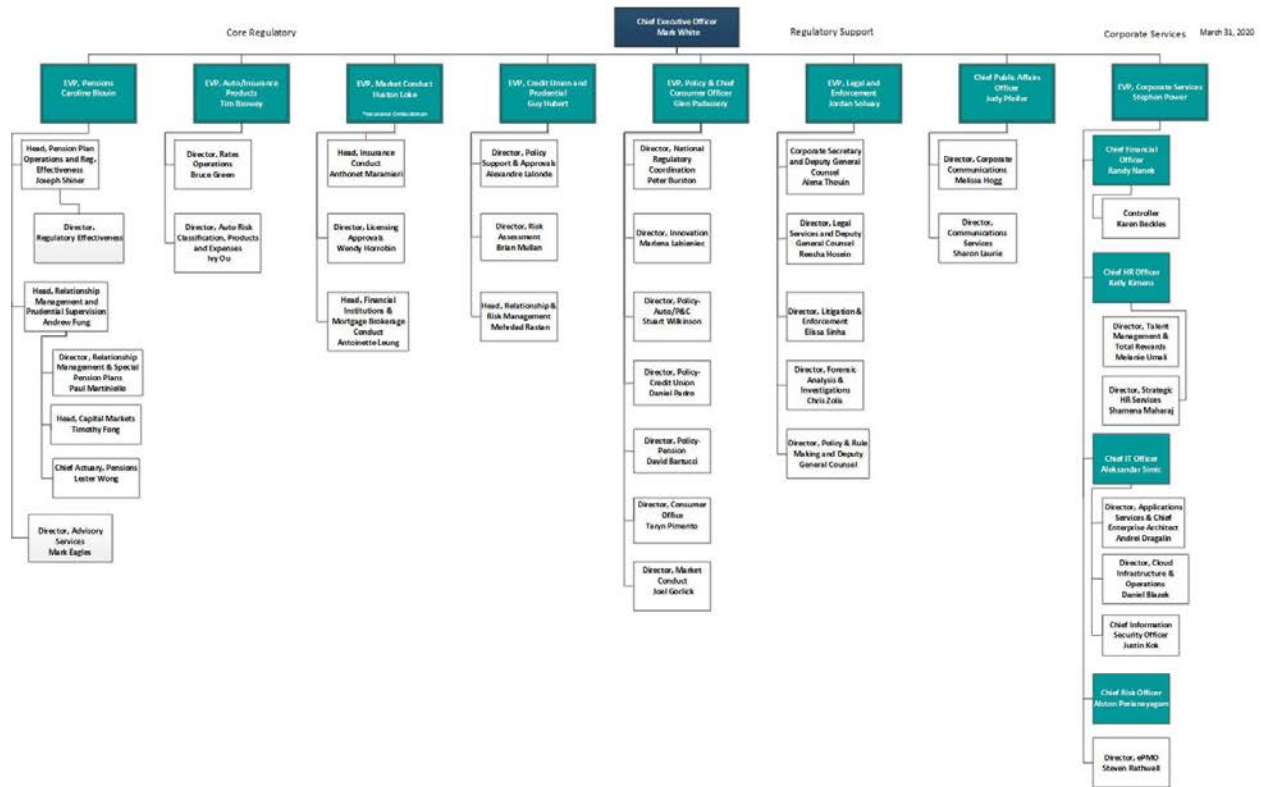 Chief Executive Officer
Mark White
Core Regulatory
Regulatory Support
Corporate Services
March 31, 2020
EVP, Pensions
Caroline Blouin
EVP, Auto/Insurance
Products
Tim
EVP, Market Conduct
Huston Loke
EVP, Credit Union and
Prudential
Guy Hubert
EVP, Policy & Chief
Consumer Officer
Glen Padassery
EVP, Legal and
Enforcement
Jordan Solway
Chief Public Affairs
Officer
Judy Pfeifer
EVP, Corporate Services
Stephen Power
Head, Pension Plan
Operations and Reg.
Effectiveness
Joseph Shiner
Director,
Regulatory Effectiveness
Head, Relationship
Management and
Prudential Supervision
Andrew Fung
Director, Relationship
Management & Special
Pension Plans
Paul Martiniello
Head, Capital Markets
Timothy Fong
Chief Actuary, Pensions
Lester Wong
Director, Advisory
Services
Mark Eagles
Director, Rates
Operations
Bruce Green
Director, Auto Risk
Classification, Products
and Expenses
Ivy Ou
Head, Insurance
Conduct
Anthonet Maramieri
Director, Licensing
Approvals
Wendy Horrobin
Head, Financial
Institutions &
Mortgage Brokerage
Conduct
Antoinette Leung
Director, Policy
Support & Approvals
Alexandre Lalonde
Director, Risk
Assessment
Brian Mullan
Head, Relationship &
Risk Management
Mehrdad Rastan
Director, National
Regulatory
Coordination
Peter Burston
Director, Innovation
Marlena Labieniec
Director, Policy-
Auto/P&C
Stuart Wilkinson
Director, Policy-
Credit Union
Daniel Padro
Director, Policy-
Pension
David Bartucci
Director, Consumer
Office
Taryn Pimento
Director, Market
Conduct
Joel Gorlick
Corporate Secretary
and Deputy General
Counsel
Alena Thouin
Director, Legal
Services and Deputy
General Counsel
Reesha Hosein
Director, Litigation &
Enforcement
Elissa Sinha
Director, Forensic
Analysis &
Investigations
Chris Zolis
Director, Policy & Rule
Making and Deputy
General Counsel
Director, Corporate
Communications
Melissa Hogg
Director,
Communications
Services
Sharon Laurie
Chief Financial
Officer
Randy Nanek
Controller
Karen Beckles
Chief HR Officer
Kelly
Director, Talent
Management &
Total Rewards
Melanie Umali
Director, Strategic
HR Services
Shamena Maharaj
Chief IT Officer
Aleksandar Simic
Director, Applications
Services & Chief
Enterprise Architect
Andrei Dragalin
Director, Cloud
Infrastructure &
Operations
Daniel Blazek
Chief Information
Security Officer
Justin Kok
Chief Risk Officer
Alston
Director, ePMO
Steven Rathwell